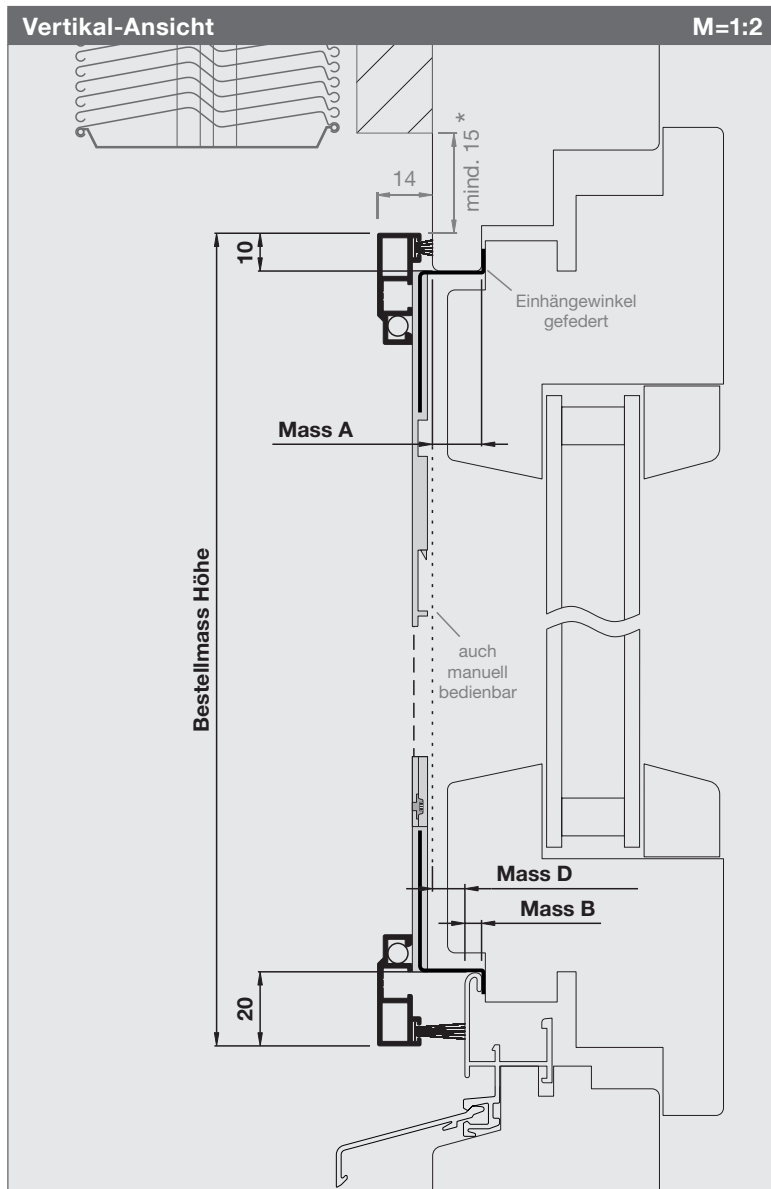 Vertikal-Ansicht M=1:2
mind. 15 *
14
10
Einhängewinkel
gefedert
Mass A
Bestellmass Höhe
auch
manuell
bedienbar
Mass D
Mass B
20